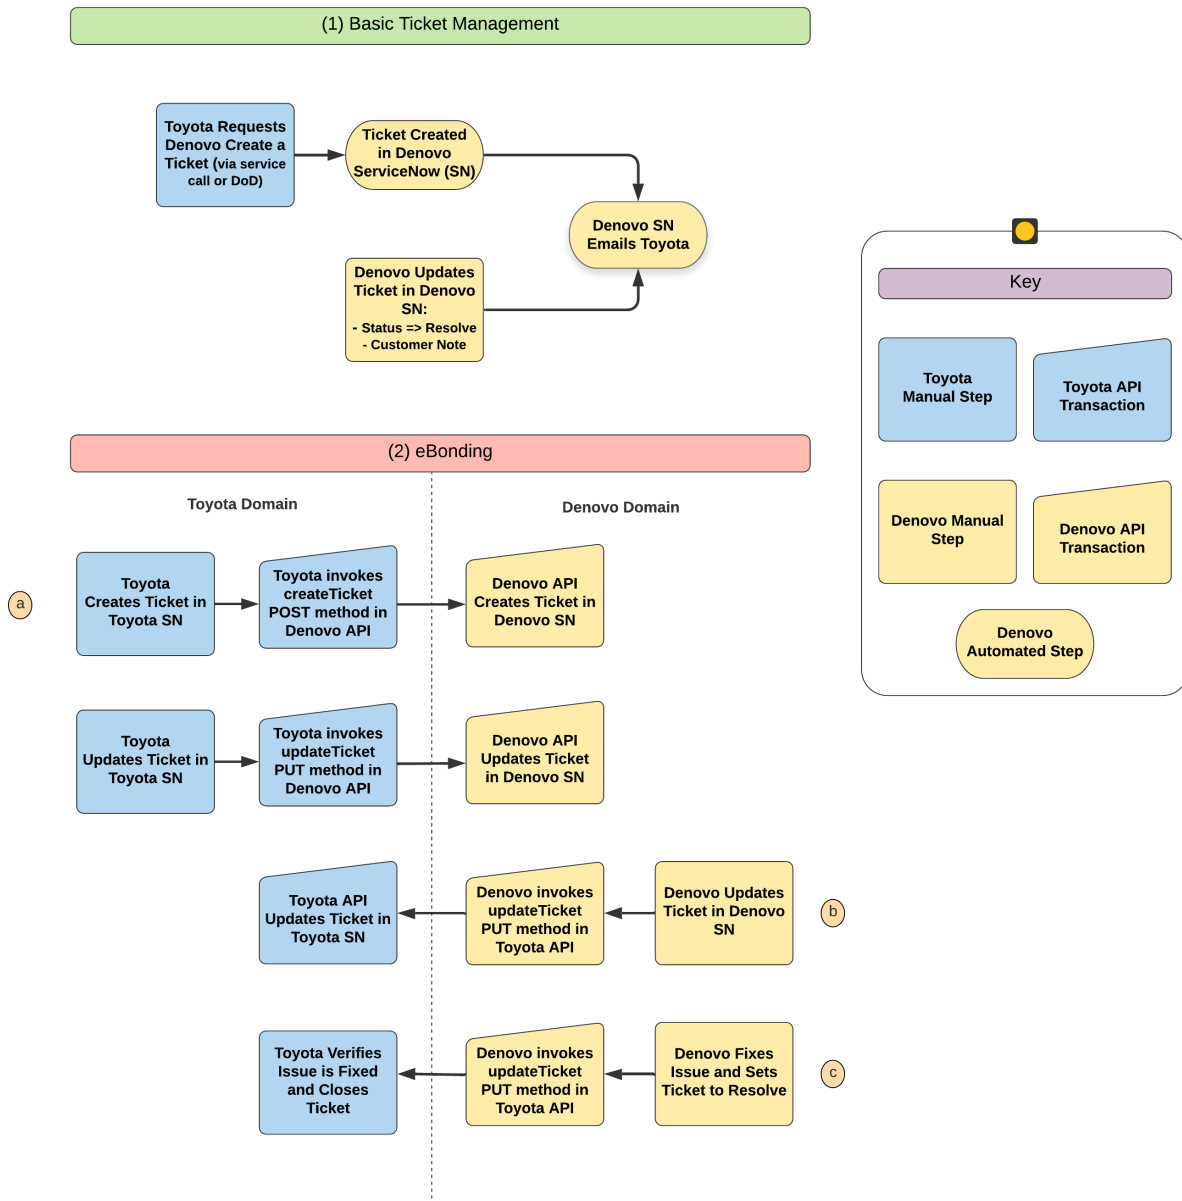 (1) Basic Ticket Management
Toyota Requests
Denovo Create a
Ticket (via service
call or DoD)
Ticket Created
in Denovo
ServiceNow (SN)
Denovo SN
Emails Toyota
Denovo Updates
Ticket in Denovo
SN:
- Status => Resolve
- Customer Note
Key
Toyota
Manual Step
Toyota API
Transaction
Denovo Manual
Step
Denovo API
Transaction
Denovo
Automated Step
(2) eBonding
Toyota Domain
Denovo Domain
a
Toyota
Creates Ticket in
Toyota SN
Toyota invokes
createTicket
POST method in
Denovo API
Denovo API
Creates Ticket in
Denovo SN
Toyota
Updates Ticket in
Toyota SN
Toyota invokes
updateTicket
PUT method in
Denovo API
Denovo API
Updates Ticket
in Denovo SN
Toyota API
Updates Ticket in
Toyota SN
Denovo invokes
updateTicket
PUT method in
Toyota API
Denovo Updates
Ticket in Denovo
SN
b
Toyota Verifies
Issue is Fixed
and Closes
Ticket
Denovo invokes
updateTicket
PUT method in
Toyota API
Denovo Fixes
Issue and Sets
Ticket to Resolve
c